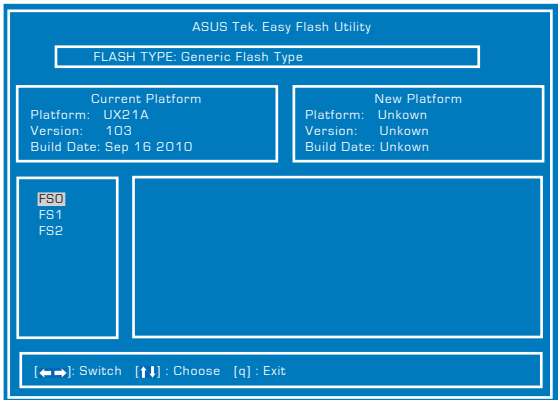 ASUS Tek. Easy Flash Utility
FLASH TYPE: Generic Flash Type
Current Platform
Platform: UX21A
Version: 103
Build Date: Sep 16 2010
New Platform
Platform: Unkown
Version: Unkown
Build Date: Unkown
FS0
FS1
FS2
[←→]: Switch [↑↓] : Choose [q] : Exit